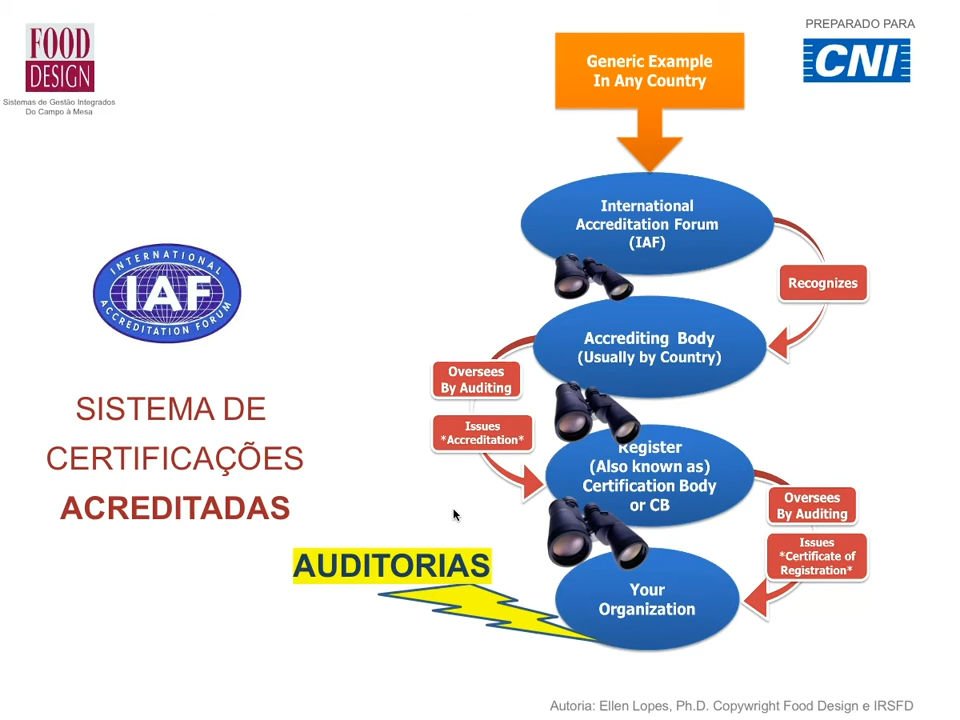 FOOD
DESIGN
Sistemas de Gestão Integrados
Do Campo à Mesa
PREPARADO PARA
CNI
Generic Example
In Any Country
International
Accreditation Forum
(IAF)
Recognizes
INTERNATIONAL
IAF
ACCREDITATION FORUM
Accrediting Body
(Usually by Country)
Oversees
By Auditing
Issues
*Accreditation*
SISTEMA DE
CERTIFICAÇÕES
ACREDITADAS
Register
(Also known as)
Certification Body
or CB
Oversees
By Auditing
Issues
*Certificate of
Registration*
AUDITORIAS
Your
Organization
Autoria: Ellen Lopes, Ph.D. Copywright Food Design e IRSFD